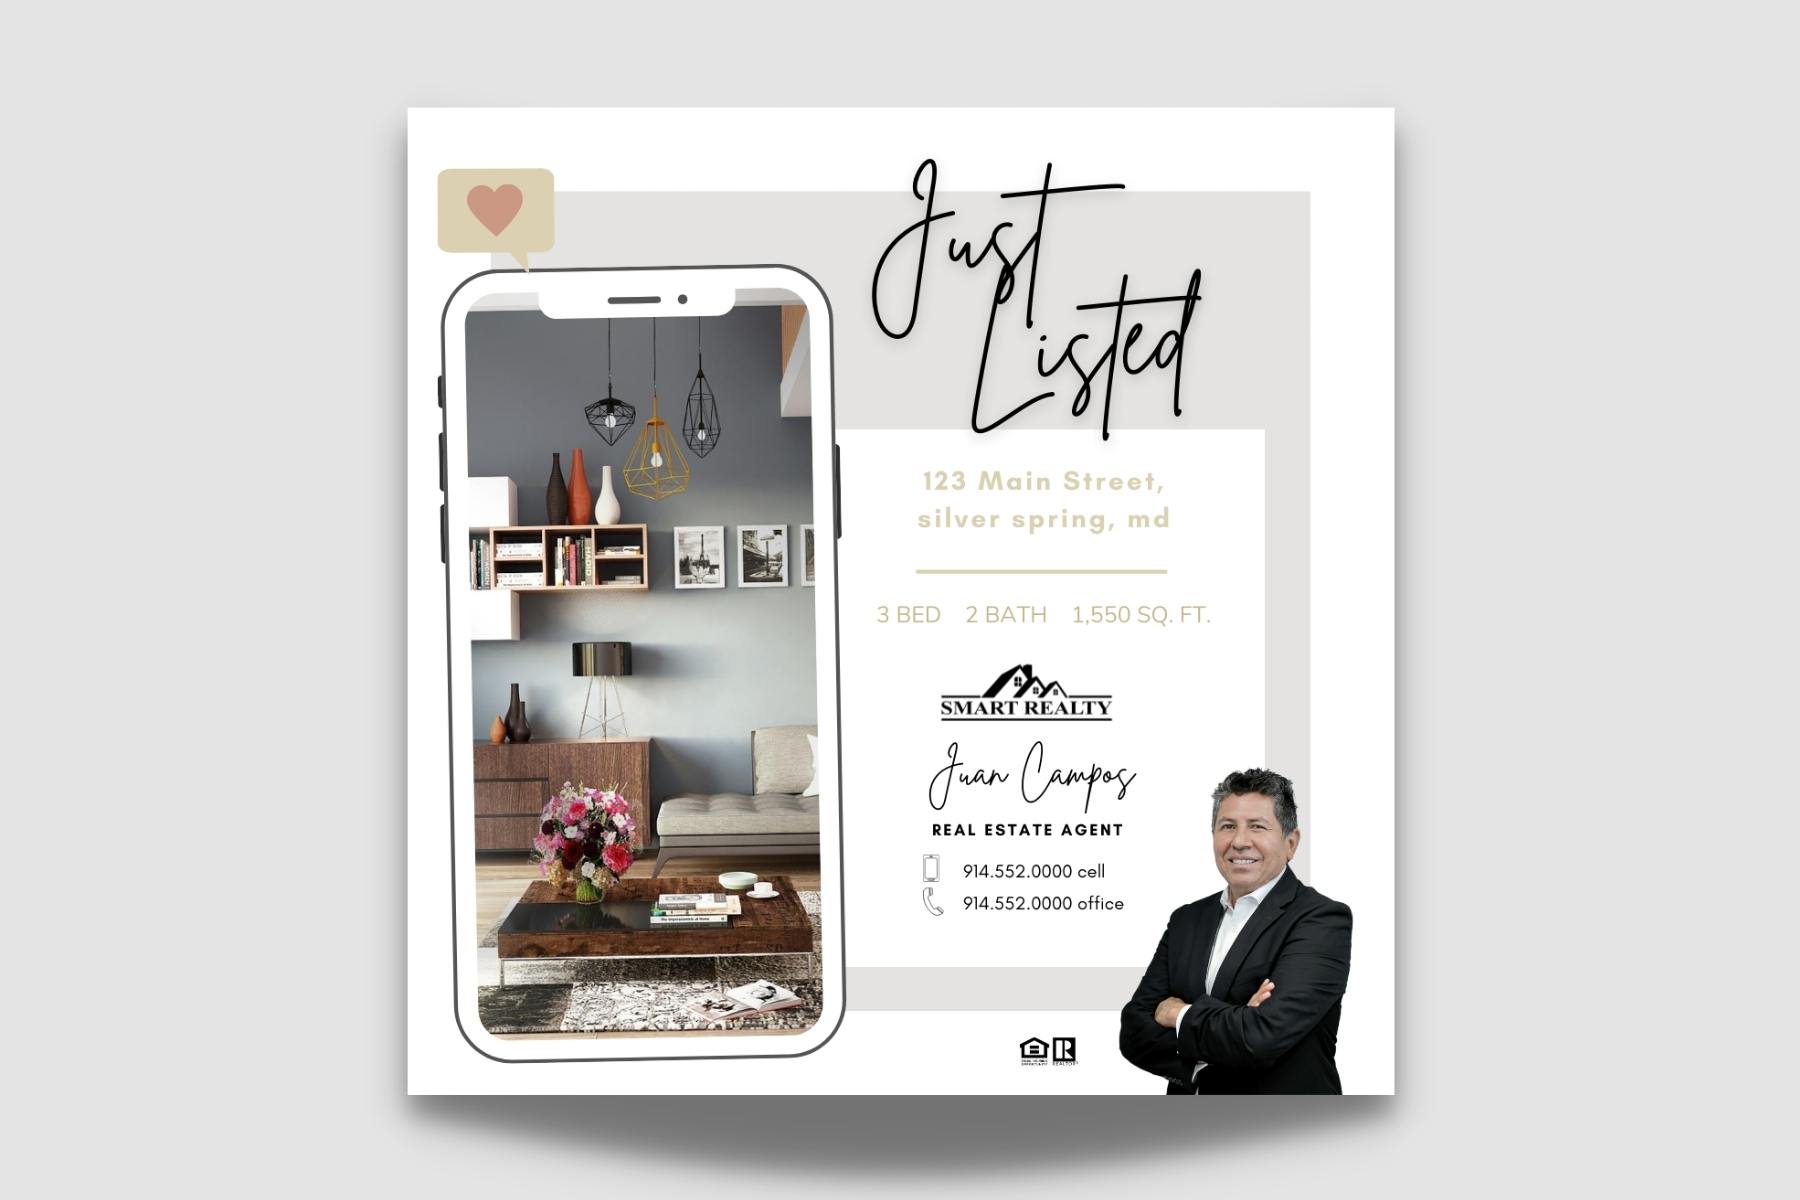 Just
Listed
123 Main Street,
silver spring, md
3 BED 2 BATH 1,550 SQ. FT.
SMART REALTY
Juan Campos
REAL ESTATE AGENT
914.552.0000 cell
914.552.0000 office
R
REALTOR